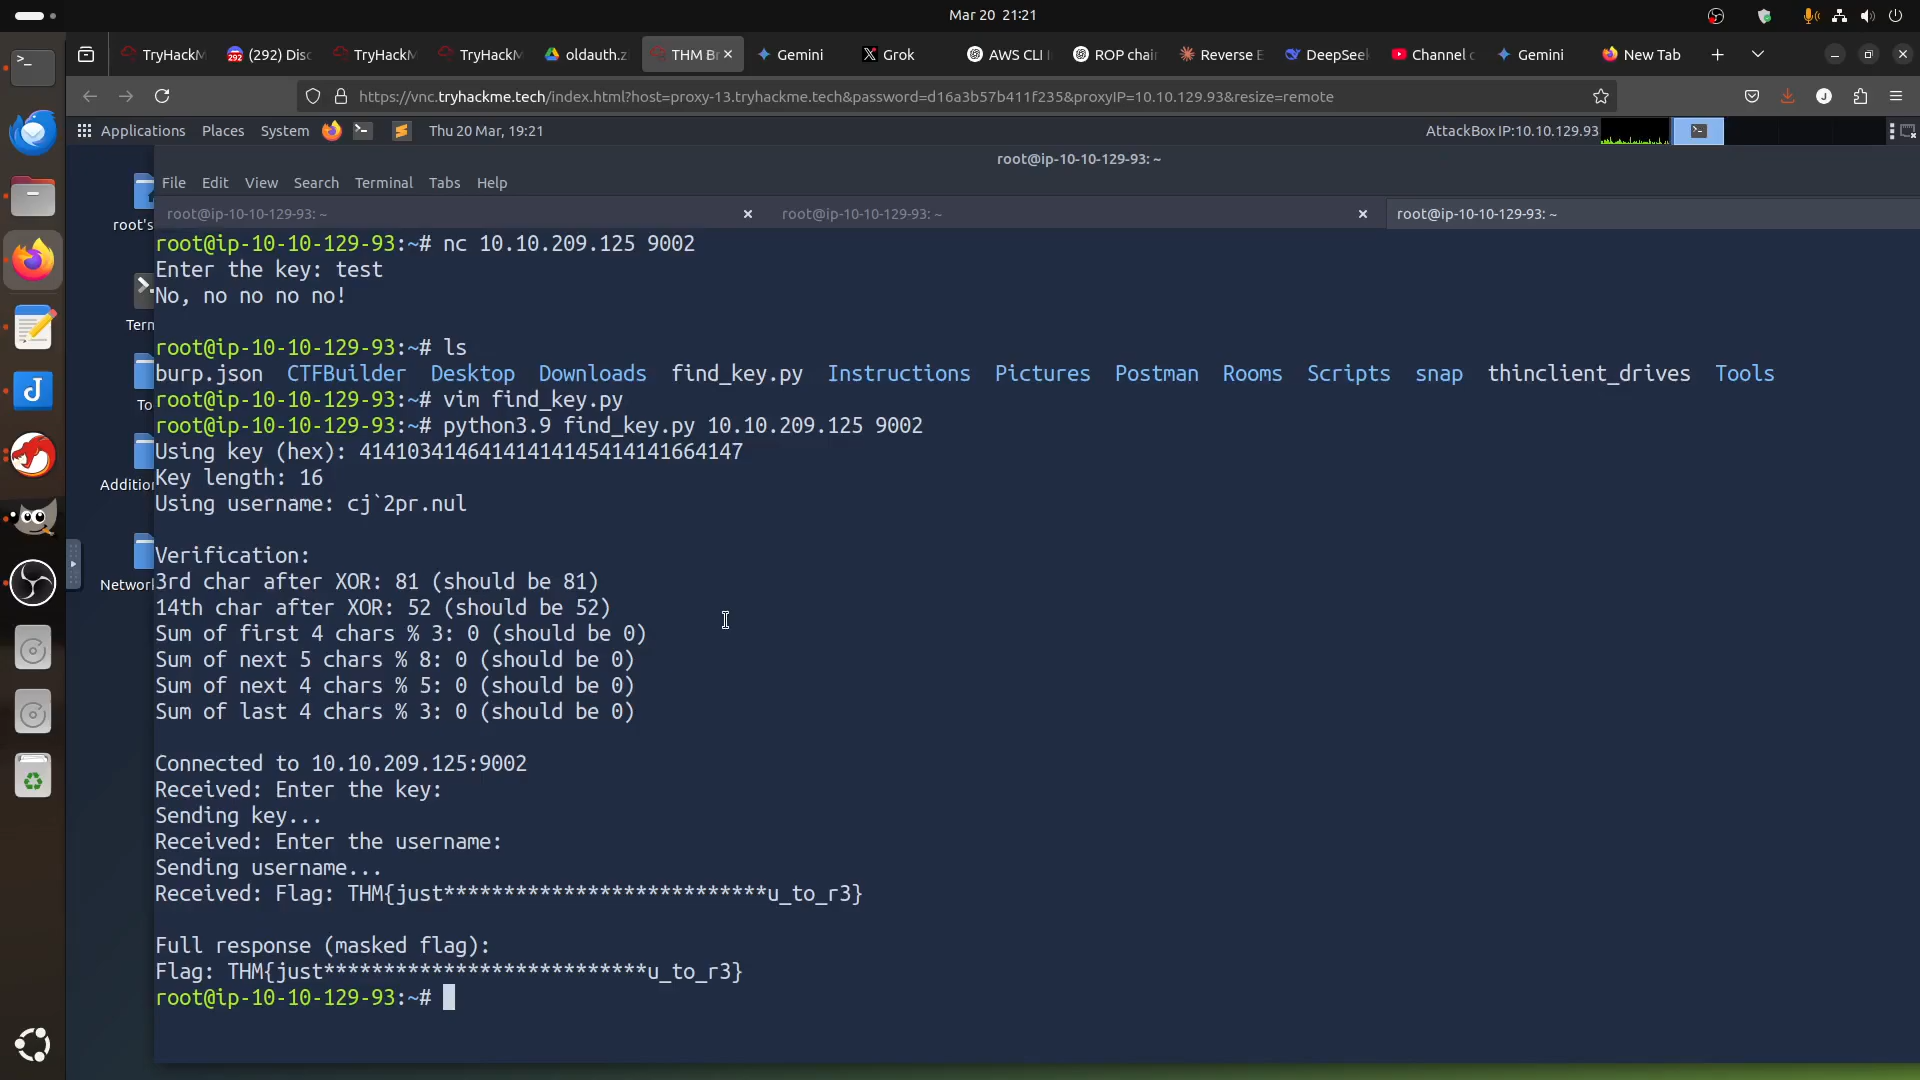 Mar 20 21:21
TryHackM
292
(292) Disc
TryHackM
TryHackM
oldauth.z
THM Br
Gemini
Grok
AWS CLI I
ROP chair
Reverse E
DeepSeek
Channel c
Gemini
New Tab
https://vnc.tryhackme.tech/index.html?host=proxy-13.tryhackme.tech&password=d16a3b57b411f235&proxyIP=10.10.129.93&resize=remote
Applications Places System Thu 20 Mar, 19:21 AttackBox IP:10.10.129.93
root@ip-10-10-129-93: ~
File Edit View Search Terminal Tabs Help
root@ip-10-10-129-93: ~ root@ip-10-10-129-93: ~ root@ip-10-10-129-93: ~
root's
Term
To
Addition
Network
root@ip-10-10-129-93:~# nc 10.10.209.125 9002
Enter the key: test
No, no no no no!
root@ip-10-10-129-93:~# ls
burp.json CTFBuilder Desktop Downloads find_key.py Instructions Pictures Postman Rooms Scripts snap thinclient_drives Tools
root@ip-10-10-129-93:~# vim find_key.py
root@ip-10-10-129-93:~# python3.9 find_key.py 10.10.209.125 9002
Using key (hex): 41410341464141414145414141664147
Key length: 16
Using username: cj`2pr.nul
Verification:
3rd char after XOR: 81 (should be 81)
14th char after XOR: 52 (should be 52)
Sum of first 4 chars % 3: 0 (should be 0)
Sum of next 5 chars % 8: 0 (should be 0)
Sum of next 4 chars % 5: 0 (should be 0)
Sum of last 4 chars % 3: 0 (should be 0)
Connected to 10.10.209.125:9002
Received: Enter the key:
Sending key...
Received: Enter the username:
Sending username...
Received: Flag: THM{just***************************u_to_r3}
Full response (masked flag):
Flag: THM{just***************************u_to_r3}
root@ip-10-10-129-93:~#